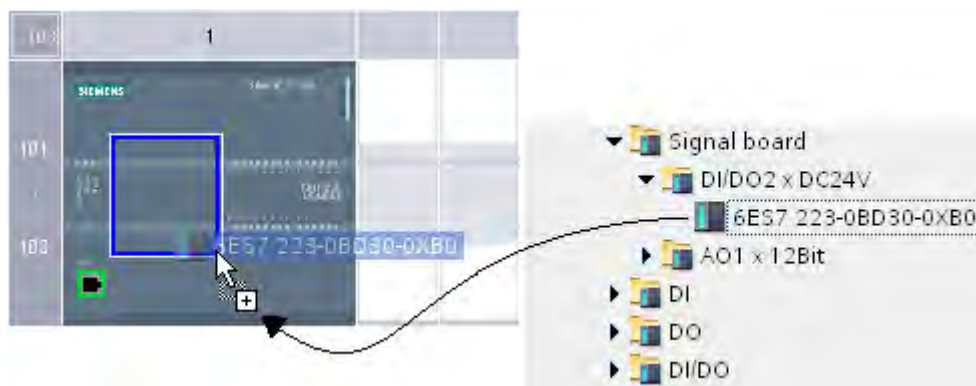 103
1
SIEMENS
101
103
6ES7 223-0BD30-0XB0
Signal board
DI/DO2 x DC24V
6ES7 223-0BD30-0XB0
AO1 x 12Bit
DI
DO
DI/DO